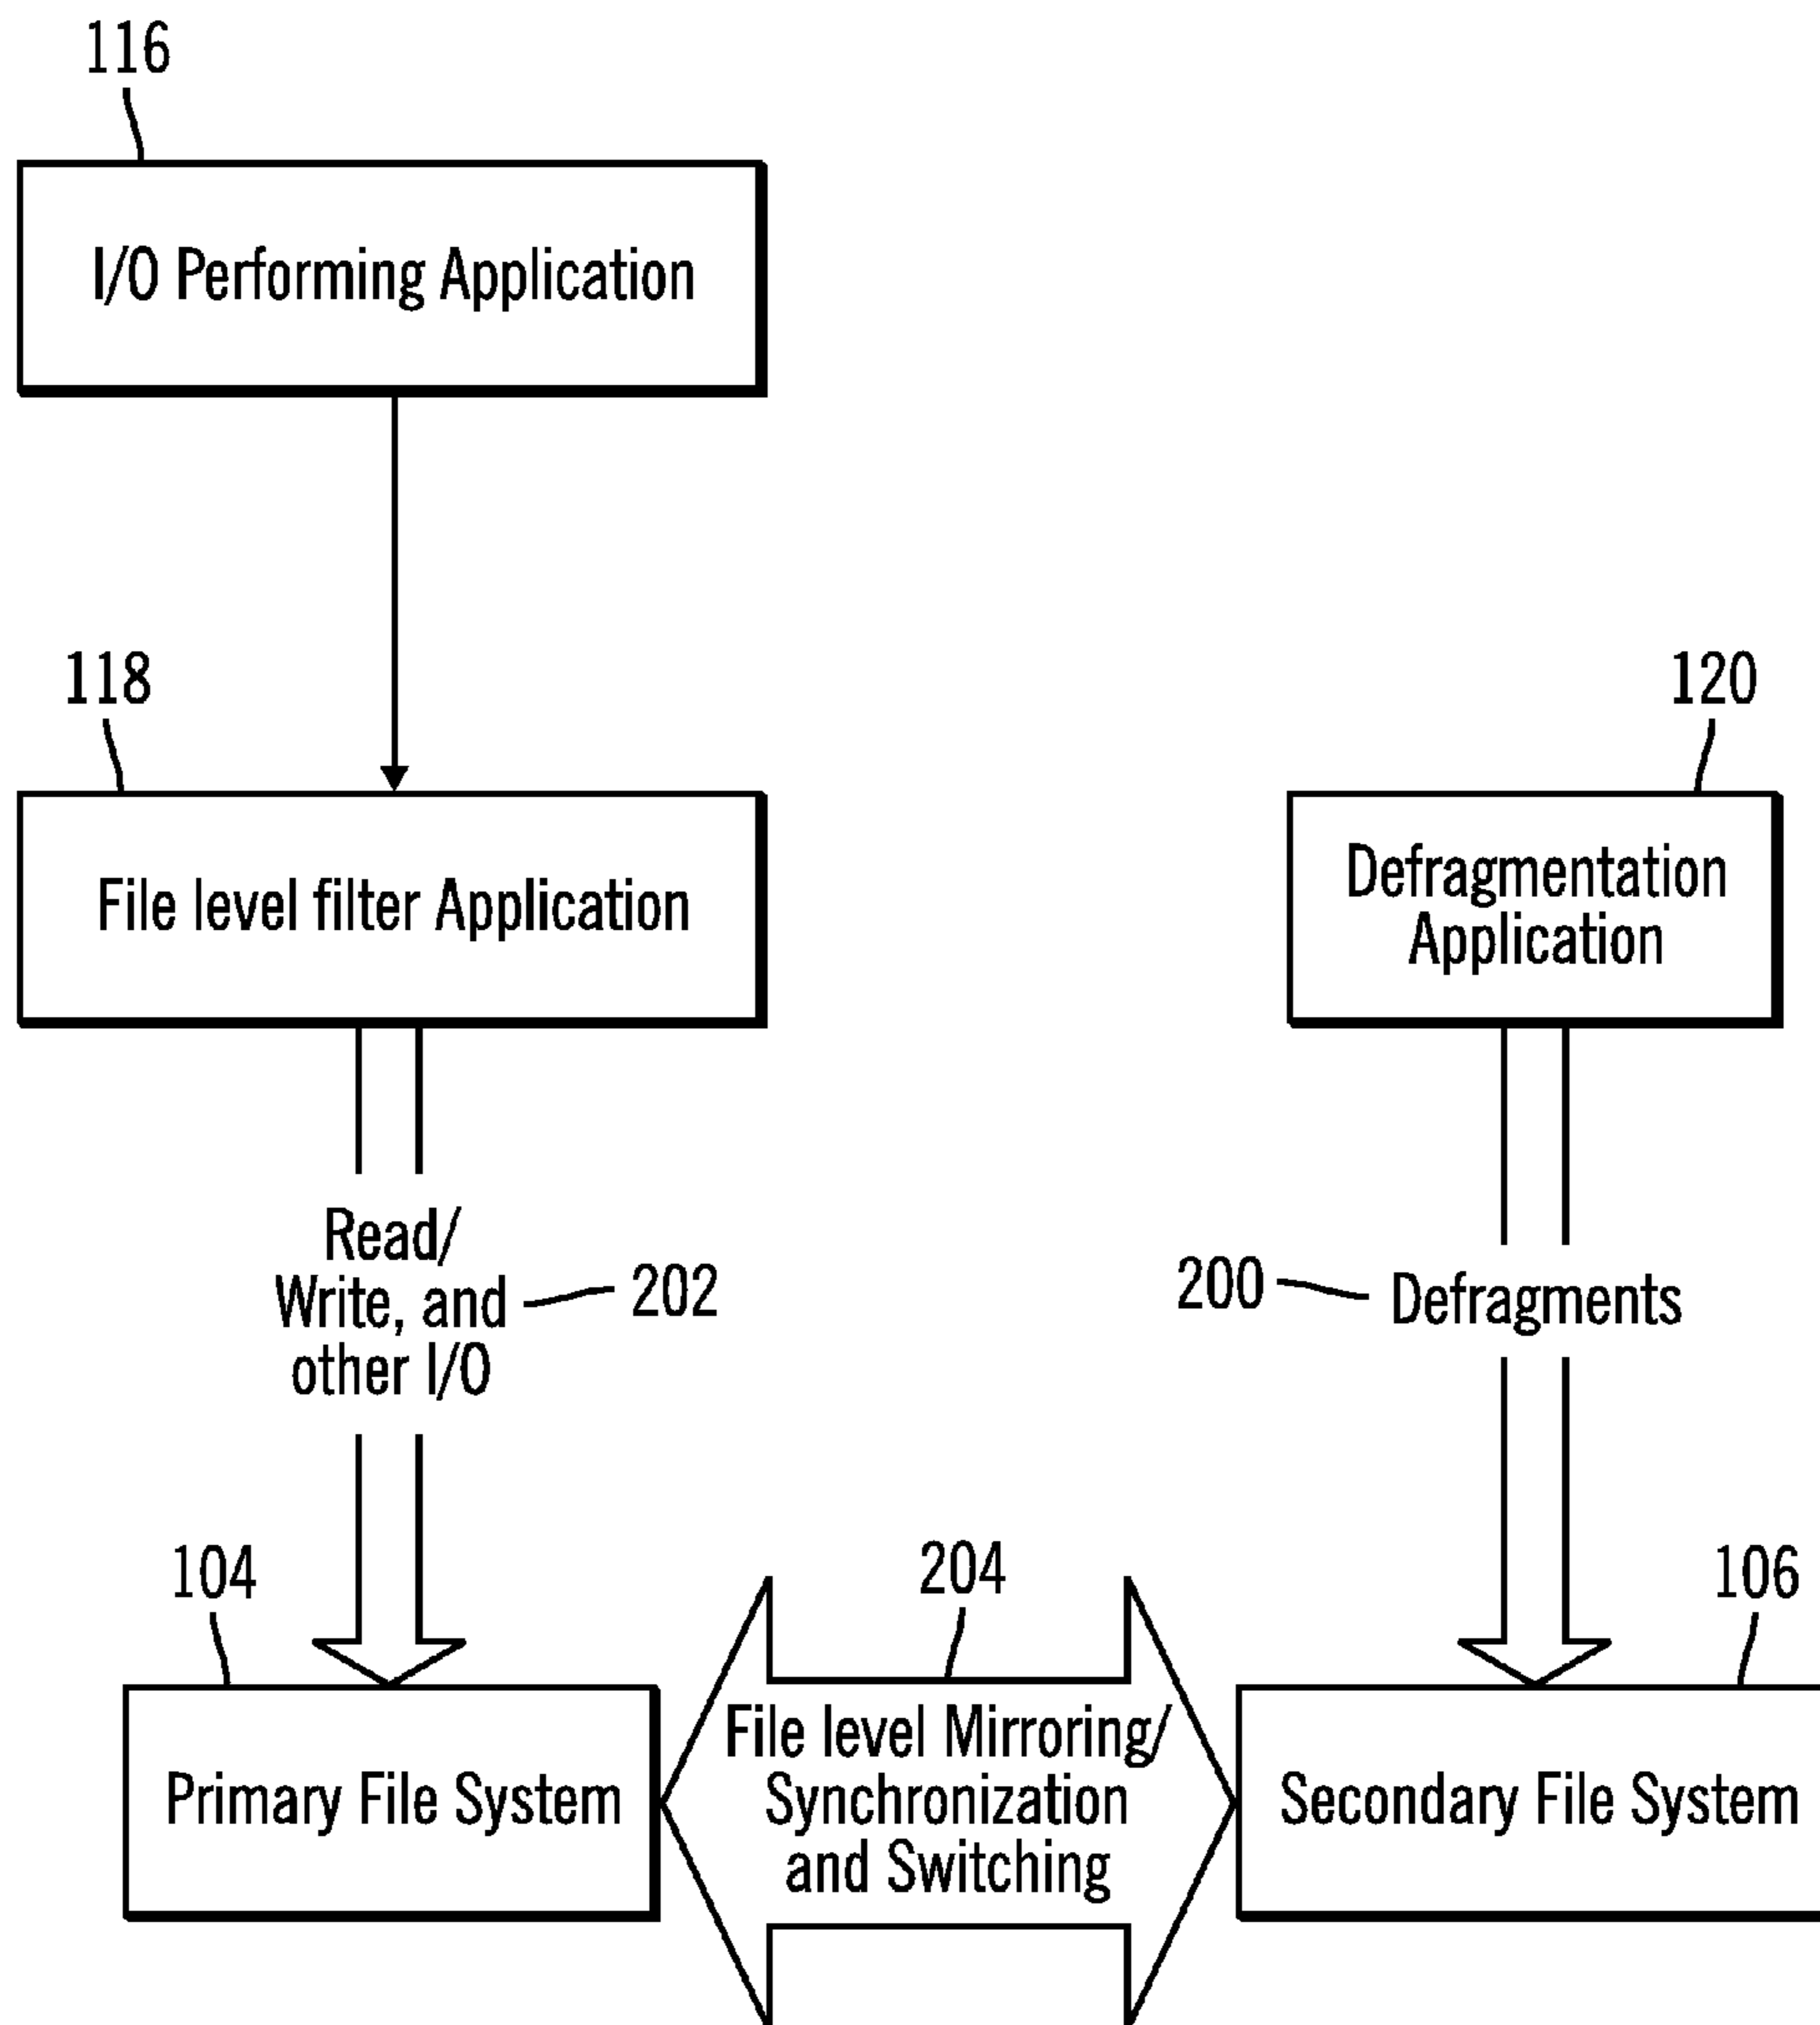 116
I/O Performing Application
118
File level filter Application
120
Defragmentation
Application
Read/
Write, and
other I/O
202
200
Defragments
104
Primary File System
204
File level Mirroring/
Synchronization
and Switching
106
Secondary File System